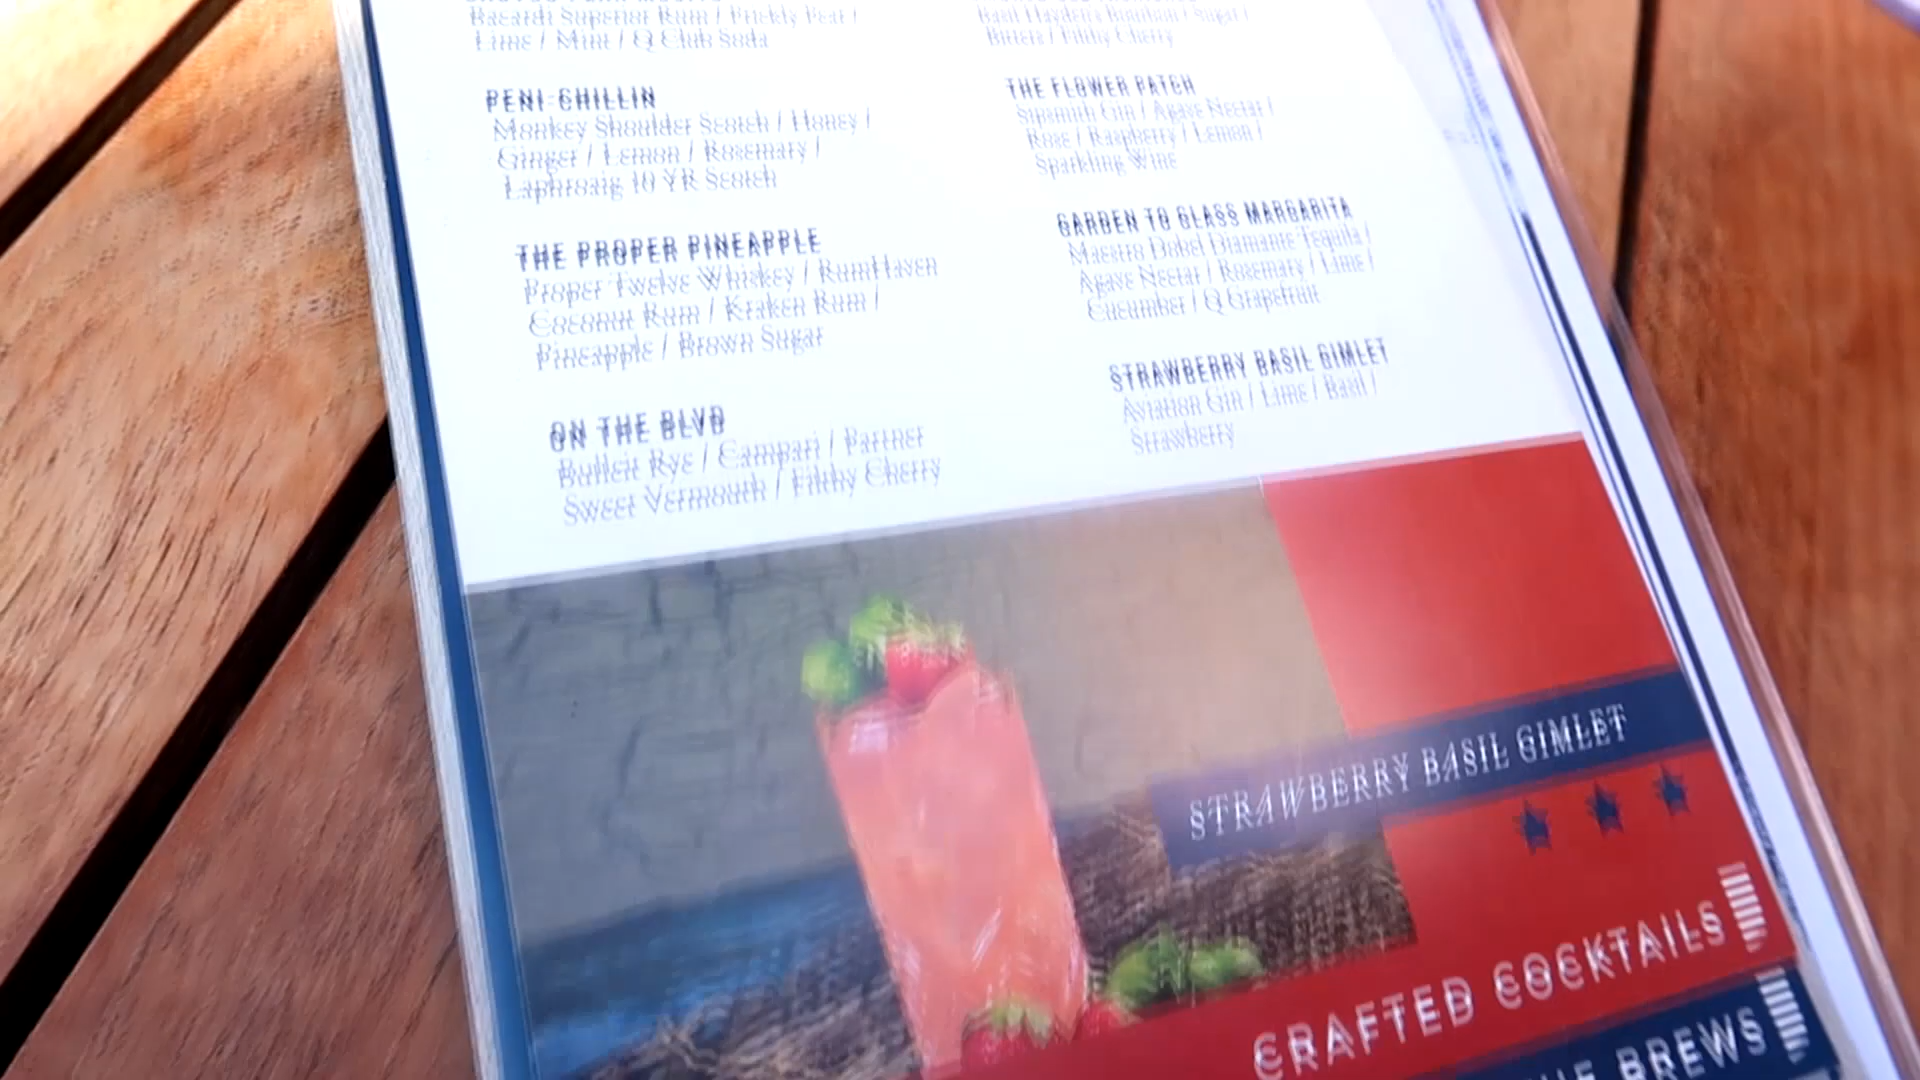 Bacardi Superior Rum / Prickly Pear /
Lime / Mint / Q Club Soda
PENI-CHILLIN
Monkey Shoulder Scotch / Honey /
Ginger / Lemon / Rosemary /
Laphroaig 10 YR Scotch
THE PROPER PINEAPPLE
Proper Twelve Whiskey / RumHaven
Coconut Rum / Kraken Rum /
Pineapple / Brown Sugar
ON THE BLVD
Bulleit Rye / Campari / Partner
Sweet Vermouth / Filthy Cherry
Basil Hayden's Bourbon / Sugar /
Bitters / Filthy Cherry
THE FLOWER PATCH
Sipsmith Gin / Agave Nectar /
Rose / Raspberry / Lemon /
Sparkling Wine
GARDEN TO GLASS MARGARITA
Maestro Dobel Diamante Tequila /
Agave Nectar / Rosemary / Lime /
Cucumber / Q Grapefruit
STRAWBERRY BASIL GIMLET
Aviation Gin / Lime / Basil /
Strawberry
STRAWBERRY BASIL GIMLET
CRAFTED COCKTAILS
BREWS